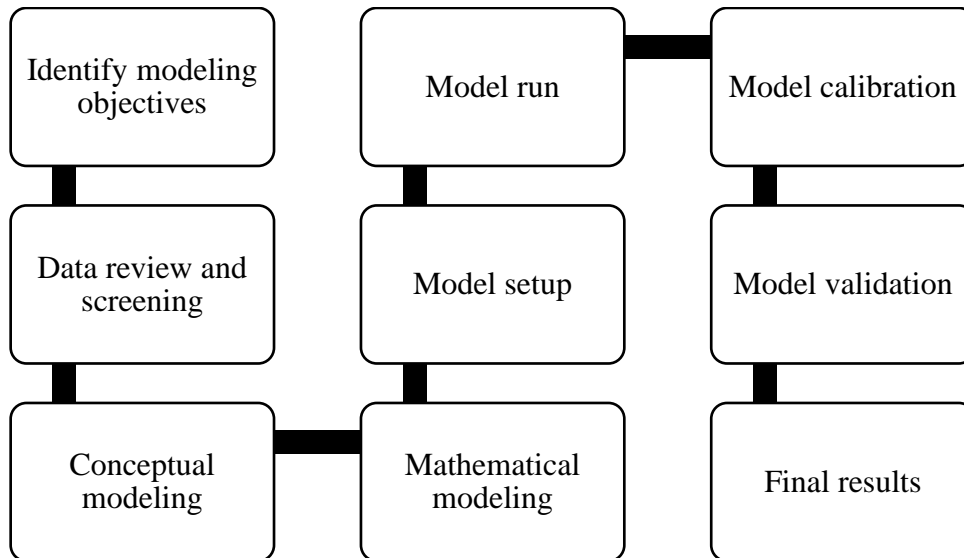 Identify modeling
objectives
Data review and
screening
Conceptual
modeling
Mathematical
modeling
Model setup
Model run
Model calibration
Model validation
Final results